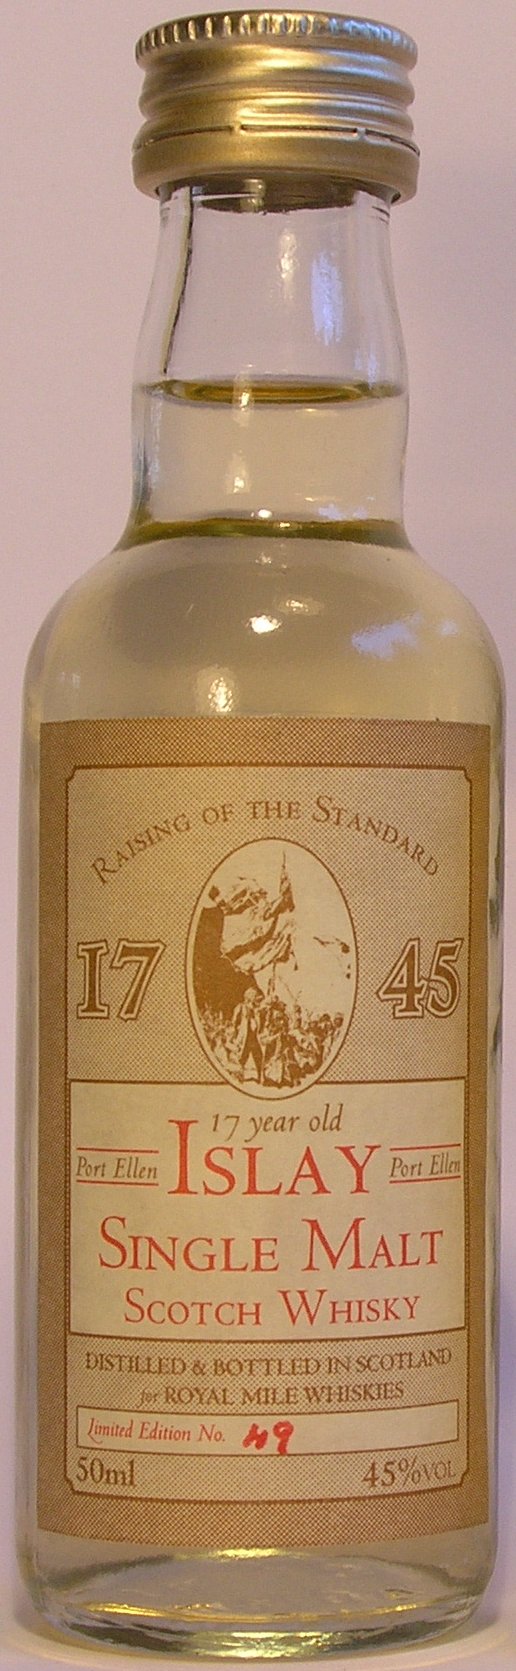 RAISING OF THE STANDARD
17 45
17 year old
Port Ellen ISLAY Port Ellen
SINGLE MALT
SCOTCH WHISKY
DISTILLED & BOTTLED IN SCOTLAND
for ROYAL MILE WHISKIES
Limited Edition No. 49
50ml 45%VOL